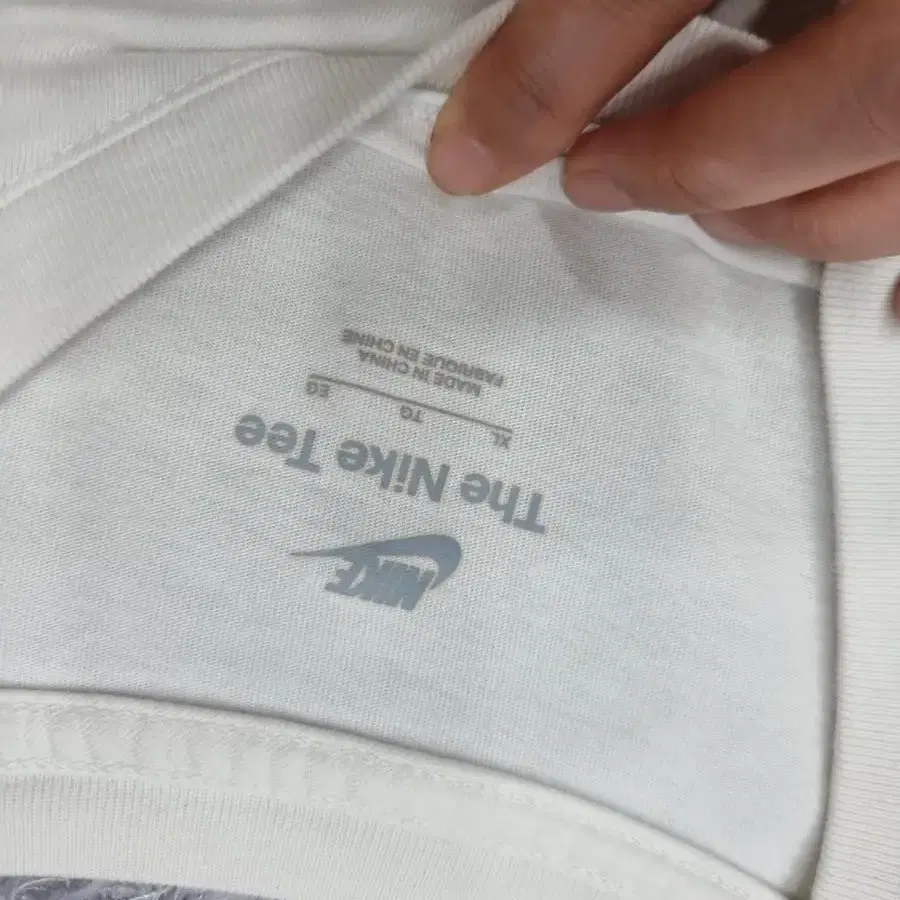 NIKE
The Nike Tee
XL TG EG
MADE IN CHINA
FABRIQUE EN CHINE